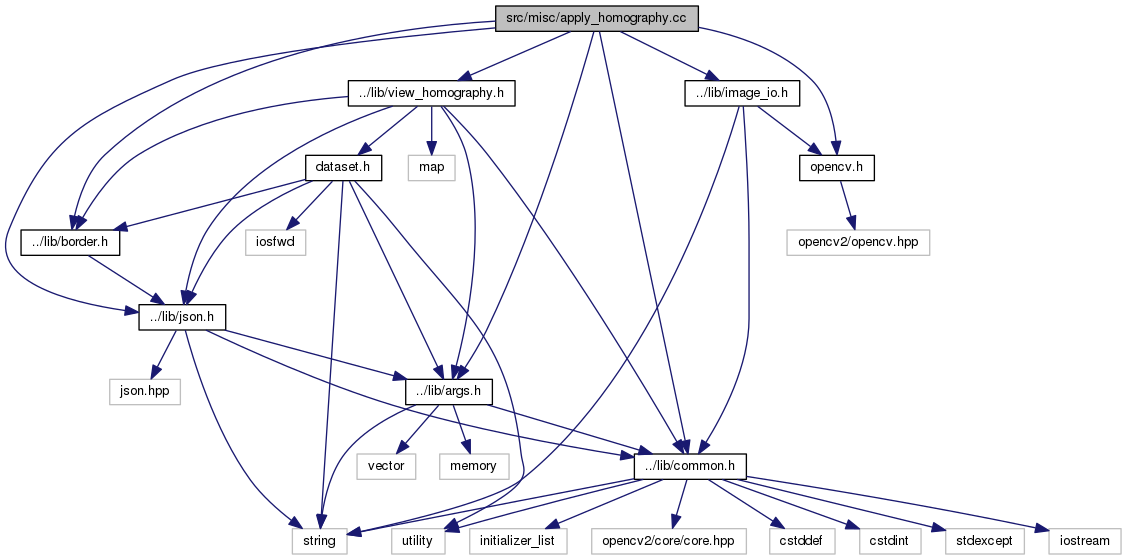 src/misc/apply_homography.cc
../lib/view_homography.h
../lib/image_io.h
dataset.h
map
opencv.h
../lib/border.h
iosfwd
opencv2/opencv.hpp
../lib/json.h
json.hpp
../lib/args.h
vector
memory
../lib/common.h
string
utility
initializer_list
opencv2/core/core.hpp
cstddef
cstdint
stdexcept
iostream